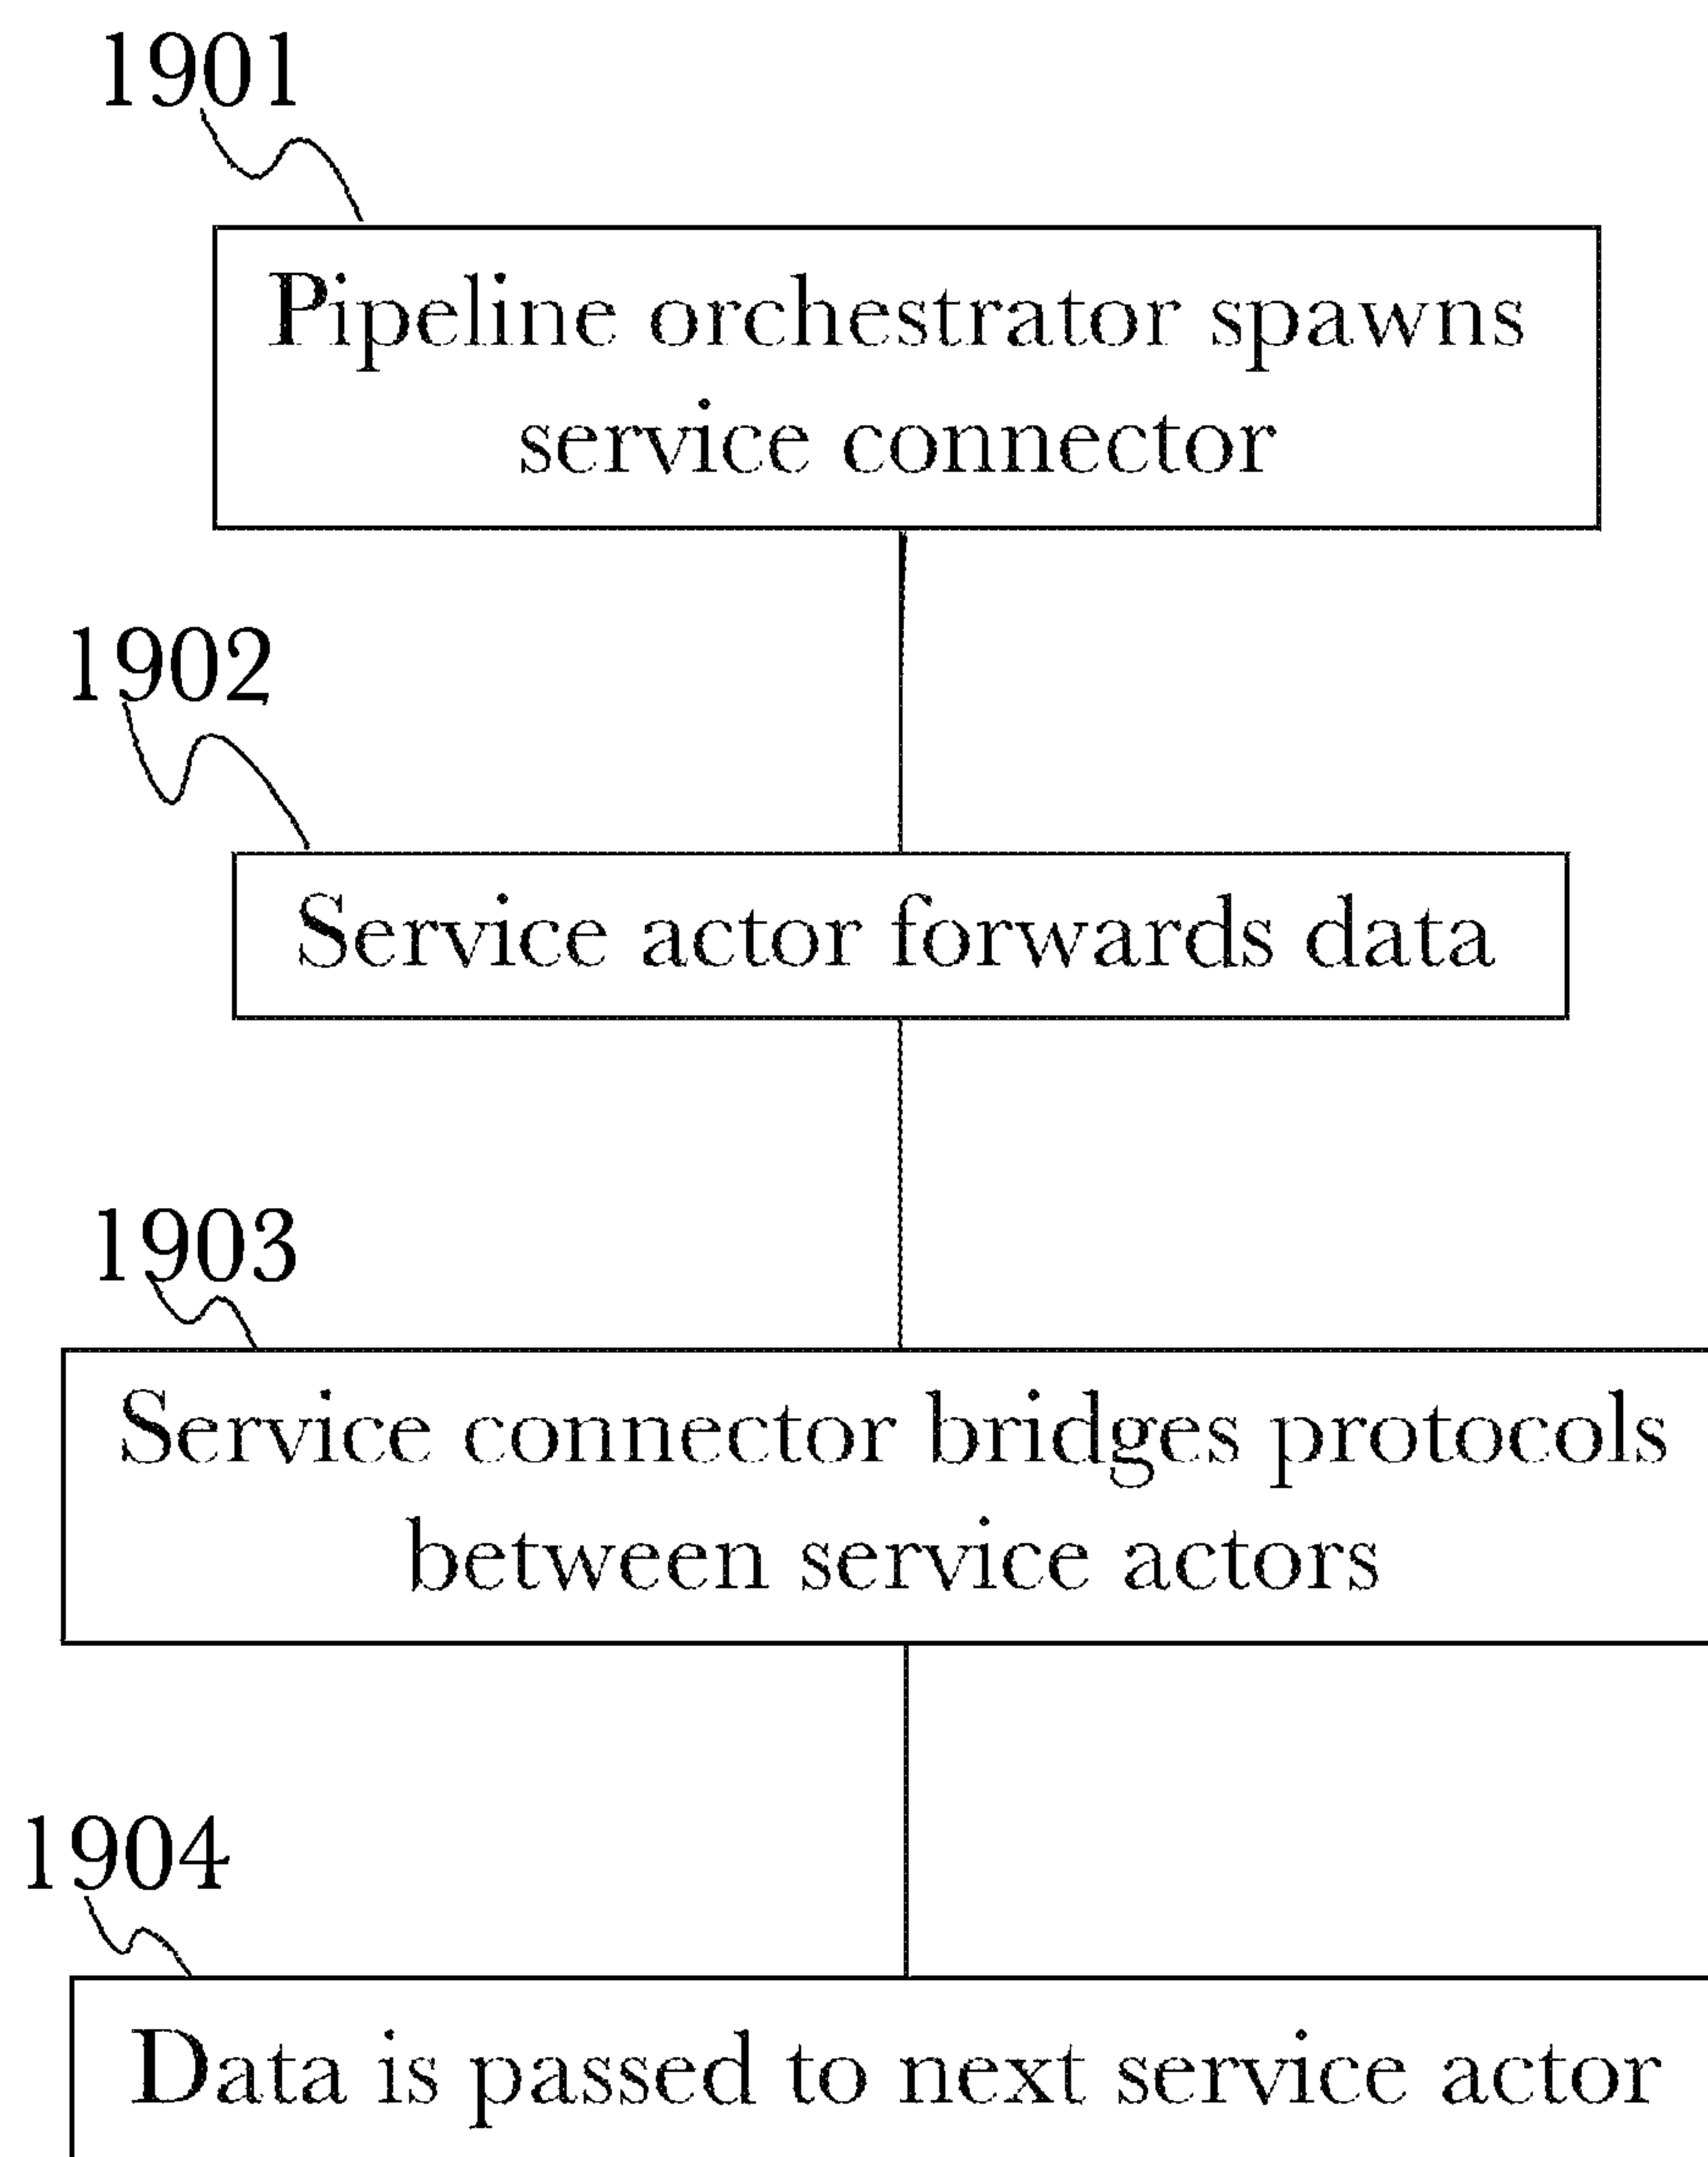 1901
Pipeline orchestrator spawns
service connector
1902
Service actor forwards data
1903
Service connector bridges protocols
between service actors
1904
Data is passed to next service actor